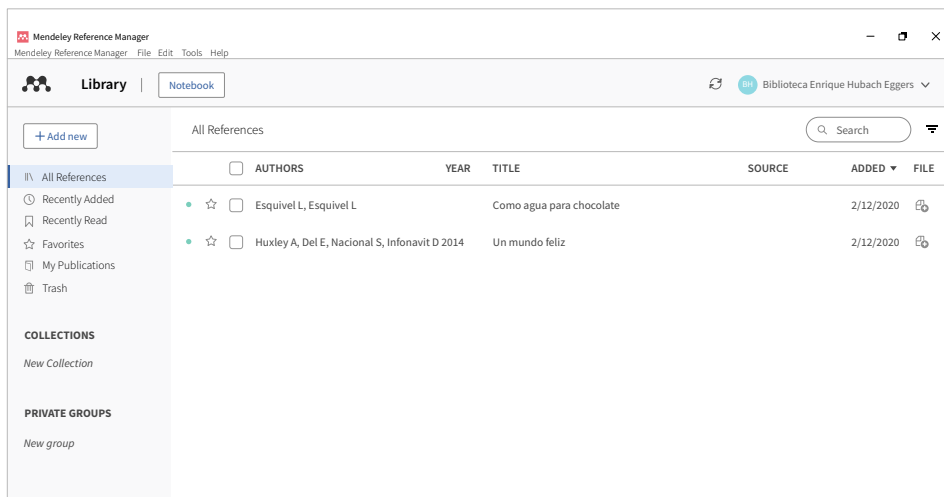 Mendeley Reference Manager
Mendeley Reference Manager File Edit Tools Help
Library | Notebook BH Biblioteca Enrique Hubach Eggers
+ Add new All References Search
AUTHORS YEAR TITLE SOURCE ADDED FILE
All References
Recently Added Esquivel L, Esquivel L Como agua para chocolate 2/12/2020
Recently Read
Favorites Huxley A, Del E, Nacional S, Infonavit D 2014 Un mundo feliz 2/12/2020
My Publications
Trash
COLLECTIONS
New Collection
PRIVATE GROUPS
New group